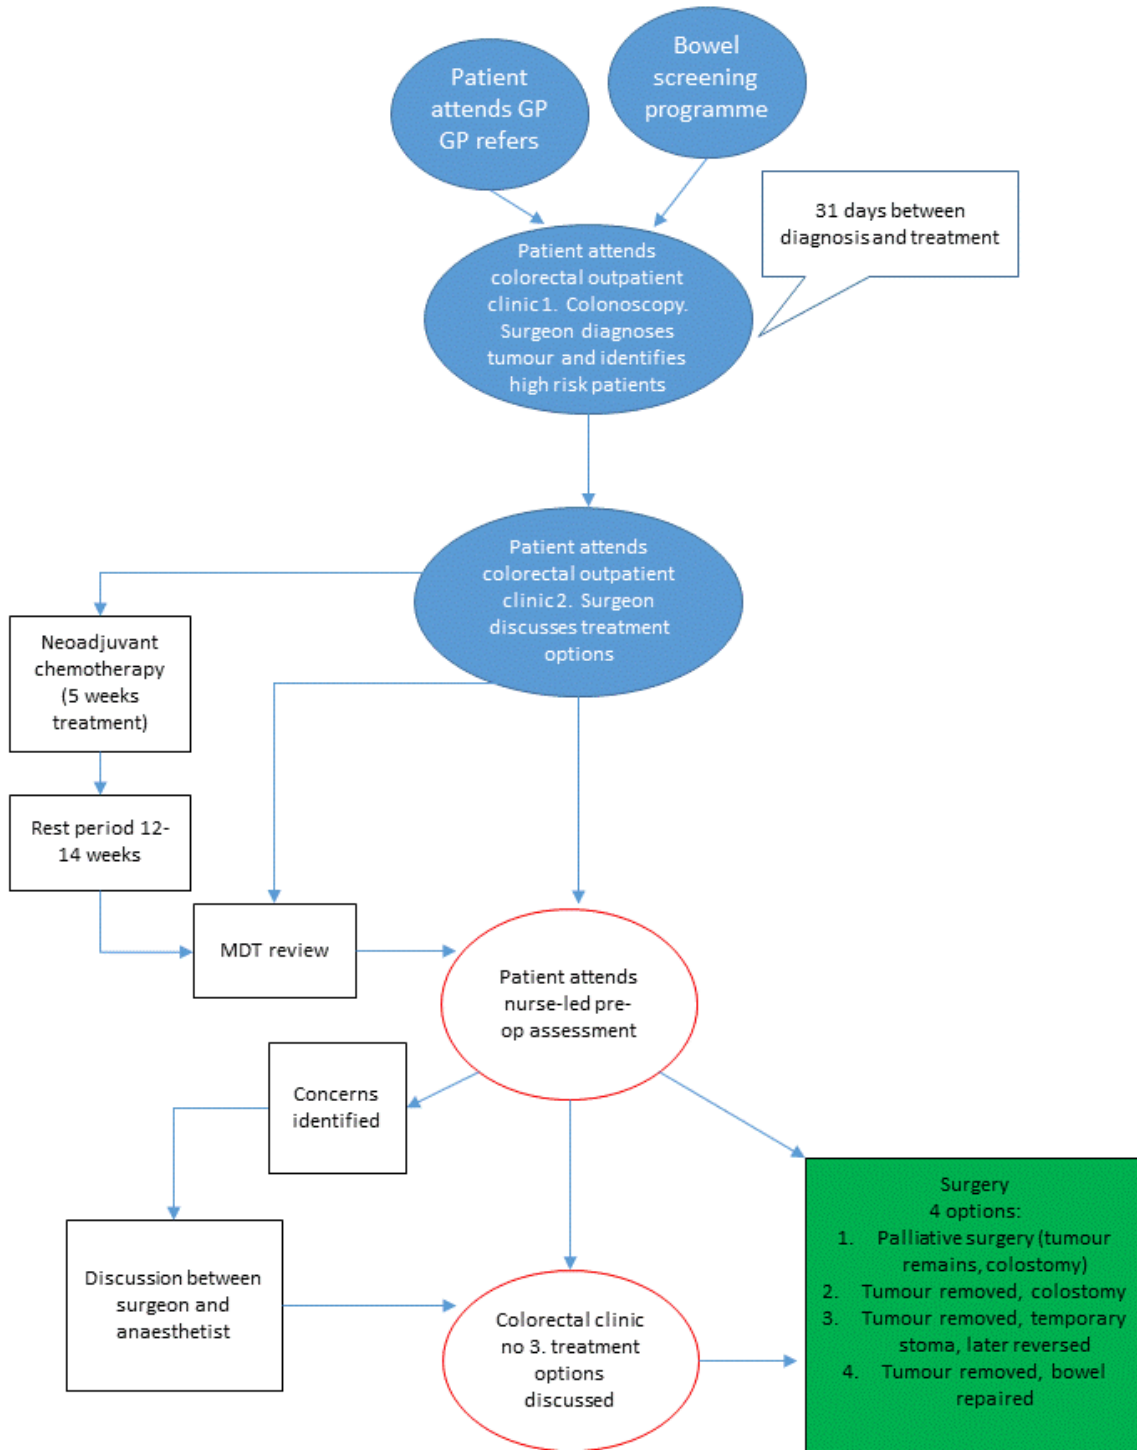 Patient
attends GP
GP refers
Bowel
screening
programme
31 days between
diagnosis and treatment
Patient attends
colorectal outpatient
clinic 1. Colonoscopy.
Surgeon diagnoses
tumour and identifies
high risk patients
Patient attends
colorectal outpatient
clinic 2. Surgeon
discusses treatment
options
Neoadjuvant
chemotherapy
(5 weeks
treatment)
Rest period 12-
14 weeks
MDT review
Patient attends
nurse-led pre-
op assessment
Concerns
identified
Discussion between
surgeon and
anaesthetist
Colorectal clinic
no 3. treatment
options
discussed
Surgery
4 options:
1. Palliative surgery (tumour
remains, colostomy)
2. Tumour removed, colostomy
3. Tumour removed, temporary
stoma, later reversed
4. Tumour removed, bowel
repaired